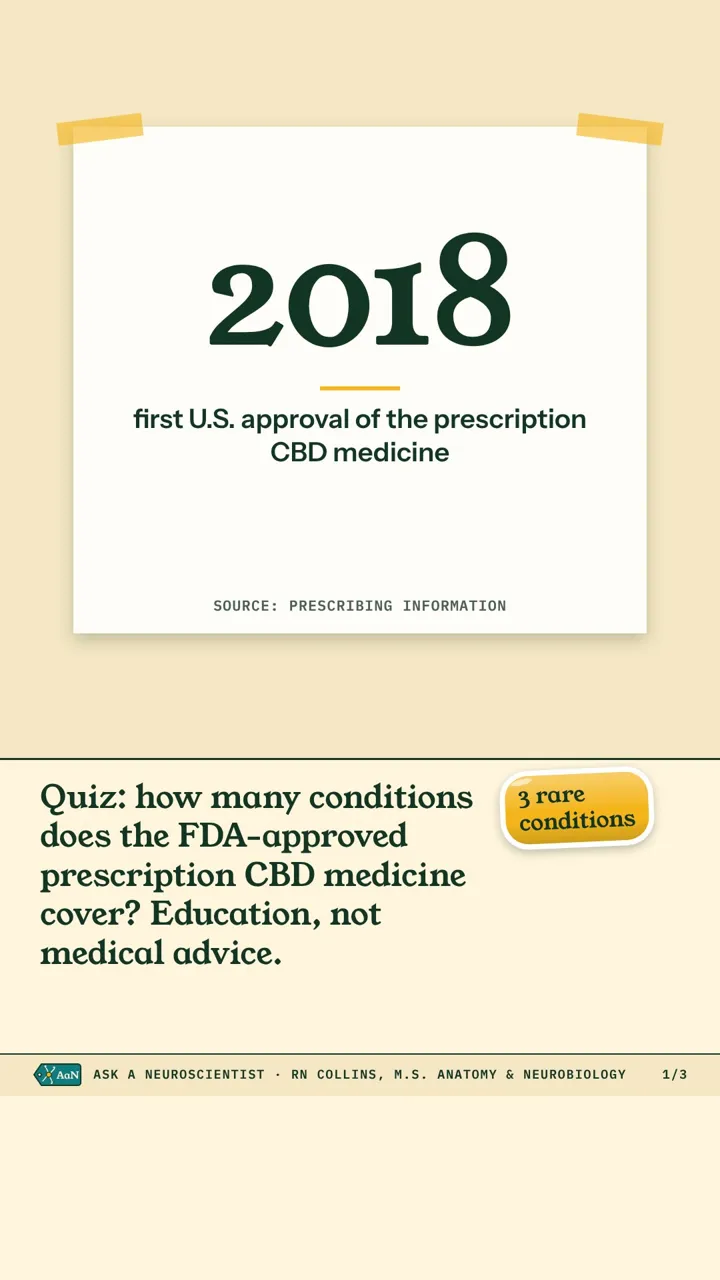 2018
first U.S. approval of the prescription
CBD medicine
SOURCE: PRESCRIBING INFORMATION
Quiz: how many conditions
does the FDA-approved
prescription CBD medicine
cover? Education, not
medical advice.
3 rare
conditions
AaN
ASK A NEUROSCIENTIST · RN COLLINS, M.S. ANATOMY & NEUROBIOLOGY
1/3